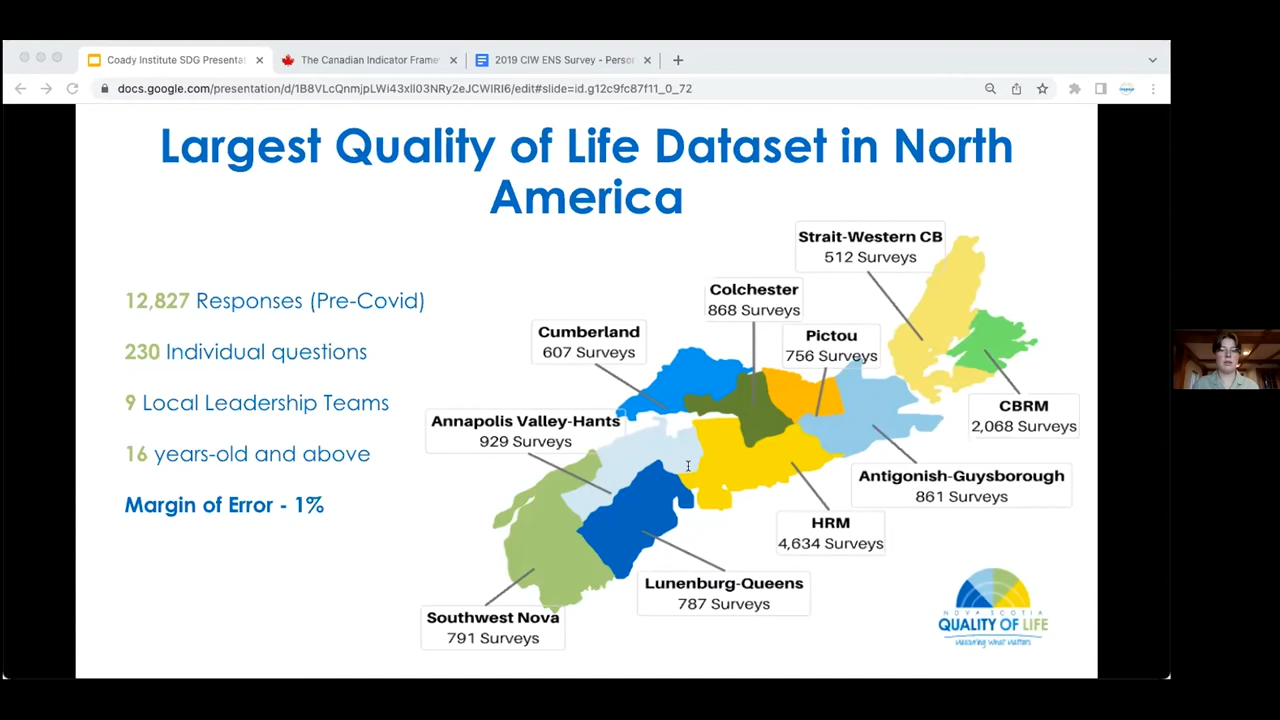 Coady Institute SDG Presentat
The Canadian Indicator Frame
2019 CIW ENS Survey - Person
docs.google.com/presentation/d/1B8VLcQnmjpLWi43xll03NRy2eJCWlRI6/edit#slide=id.g12c9fc87f11_0_72
Largest Quality of Life Dataset in North
America
12,827 Responses (Pre-Covid)
230 Individual questions
9 Local Leadership Teams
16 years-old and above
Margin of Error - 1%
Strait-Western CB
512 Surveys
Colchester
868 Surveys
Cumberland
607 Surveys
Pictou
756 Surveys
Annapolis Valley-Hants
929 Surveys
CBRM
2,068 Surveys
Antigonish-Guysborough
861 Surveys
HRM
4,634 Surveys
Lunenburg-Queens
787 Surveys
Southwest Nova
791 Surveys
NOVA SCOTIA
QUALITY OF LIFE
Measuring What Matters